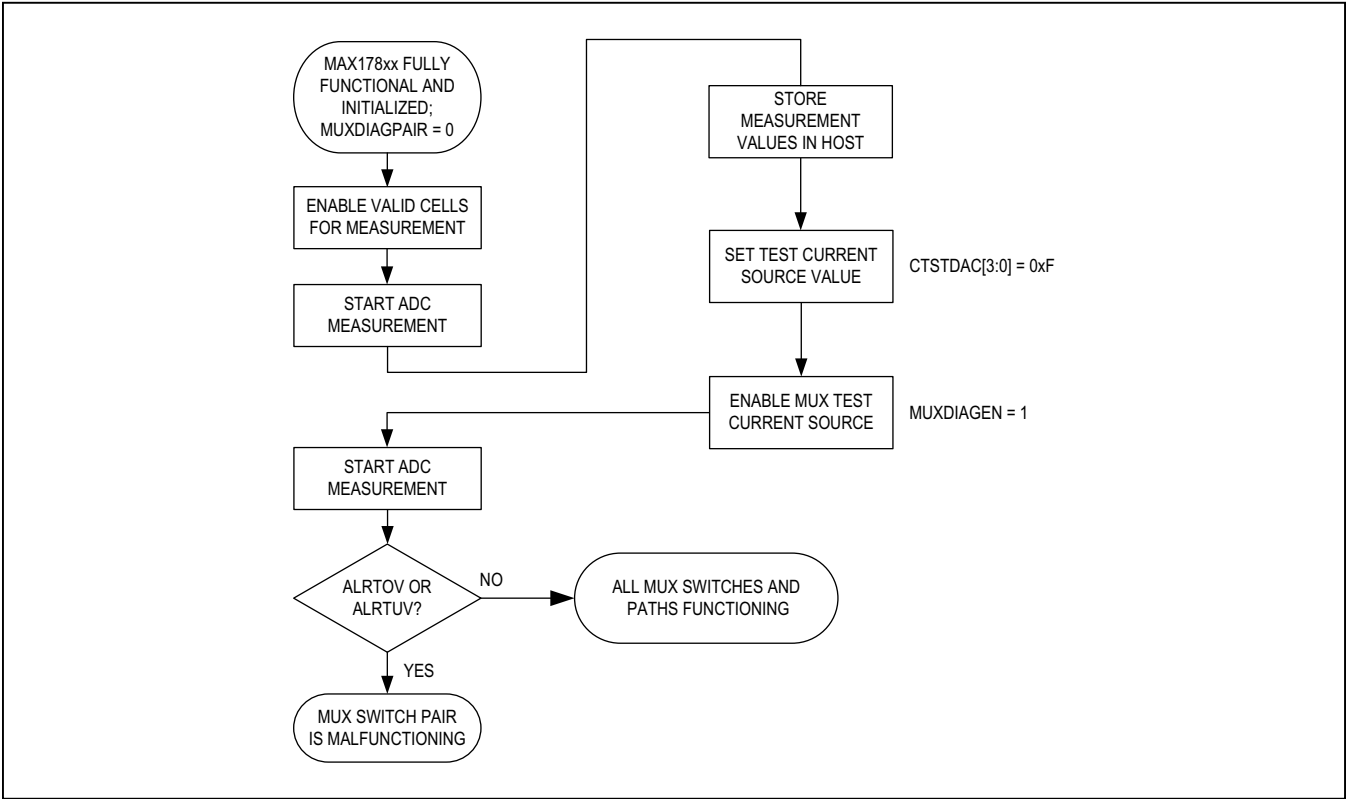 MAX178xx FULLY
FUNCTIONAL AND
INITIALIZED;
MUXDIAGPAIR = 0
ENABLE VALID CELLS
FOR MEASUREMENT
START ADC
MEASUREMENT
STORE
MEASUREMENT
VALUES IN HOST
SET TEST CURRENT
SOURCE VALUE
CTSTDAC[3:0] = 0xF
ENABLE MUX TEST
CURRENT SOURCE
MUXDIAGEN = 1
START ADC
MEASUREMENT
ALRTOV OR
ALRTUV?
NO
ALL MUX SWITCHES AND
PATHS FUNCTIONING
YES
MUX SWITCH PAIR
IS MALFUNCTIONING